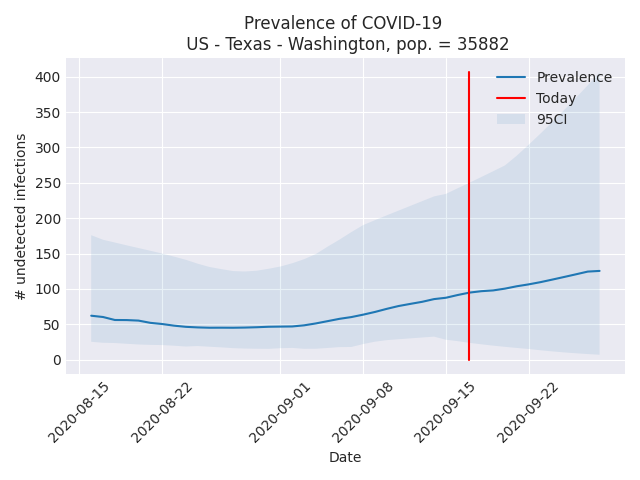 Prevalence of COVID-19
US - Texas - Washington, pop. = 35882
Prevalence
Today
95CI
# undetected infections
400
350
300
250
200
150
100
50
0
2020-08-15
2020-08-22
2020-09-01
2020-09-08
2020-09-15
2020-09-22
Date